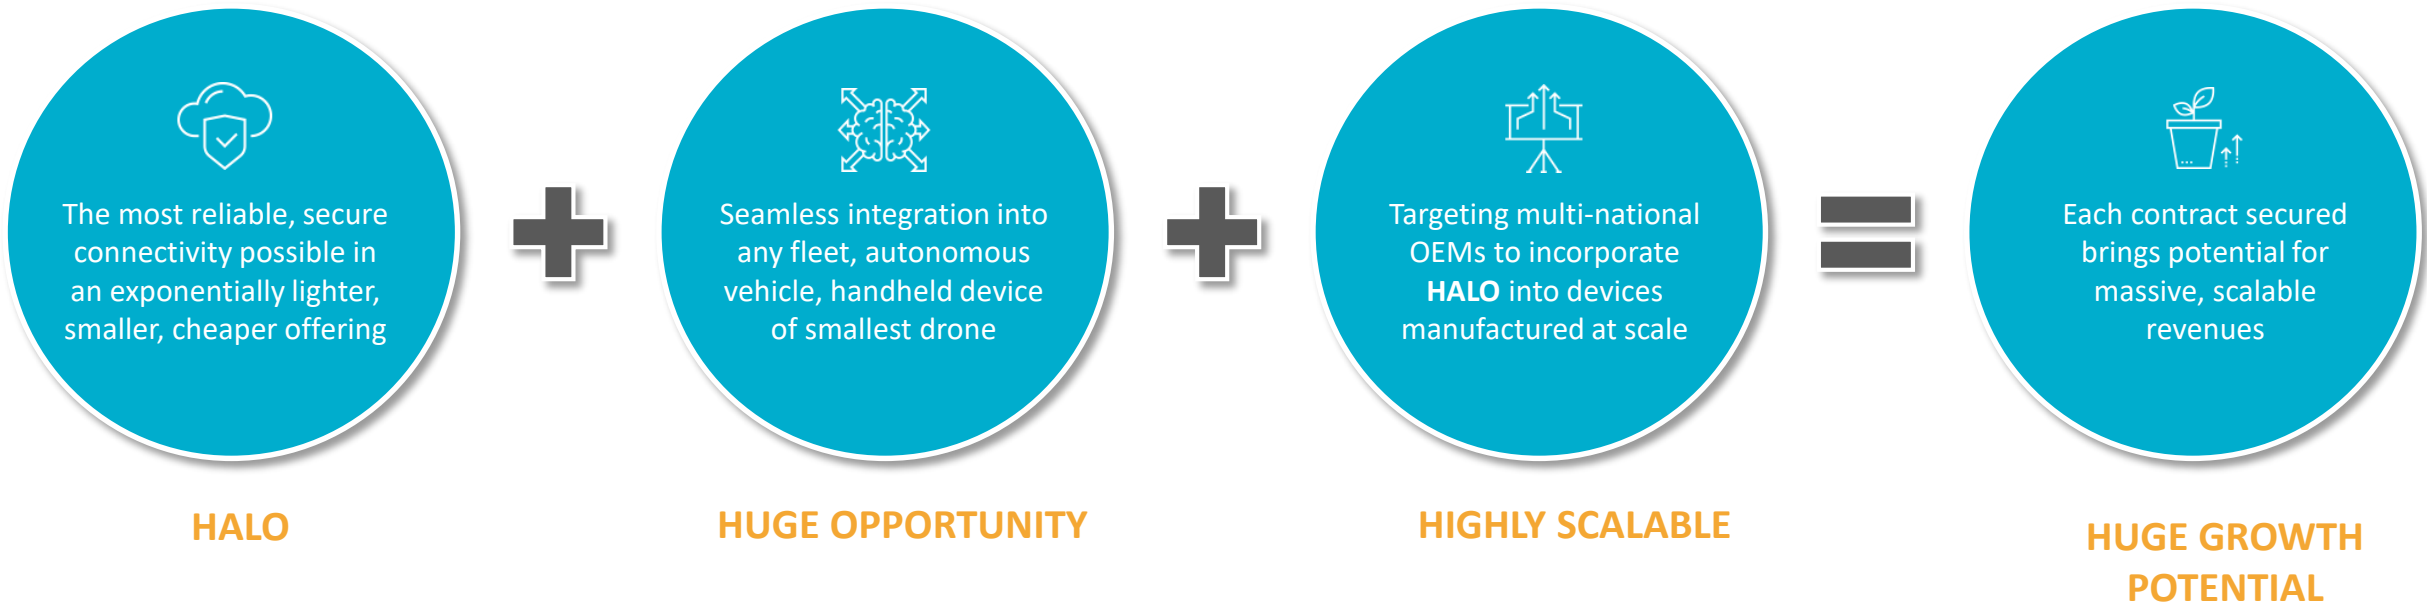 The most reliable, secure
connectivity possible in
an exponentially lighter,
smaller, cheaper offering
HALO
Seamless integration into
any fleet, autonomous
vehicle, handheld device
of smallest drone
HUGE OPPORTUNITY
Targeting multi-national
OEMs to incorporate
HALO into devices
manufactured at scale
HIGHLY SCALABLE
Each contract secured
brings potential for
massive, scalable
revenues
HUGE GROWTH
POTENTIAL